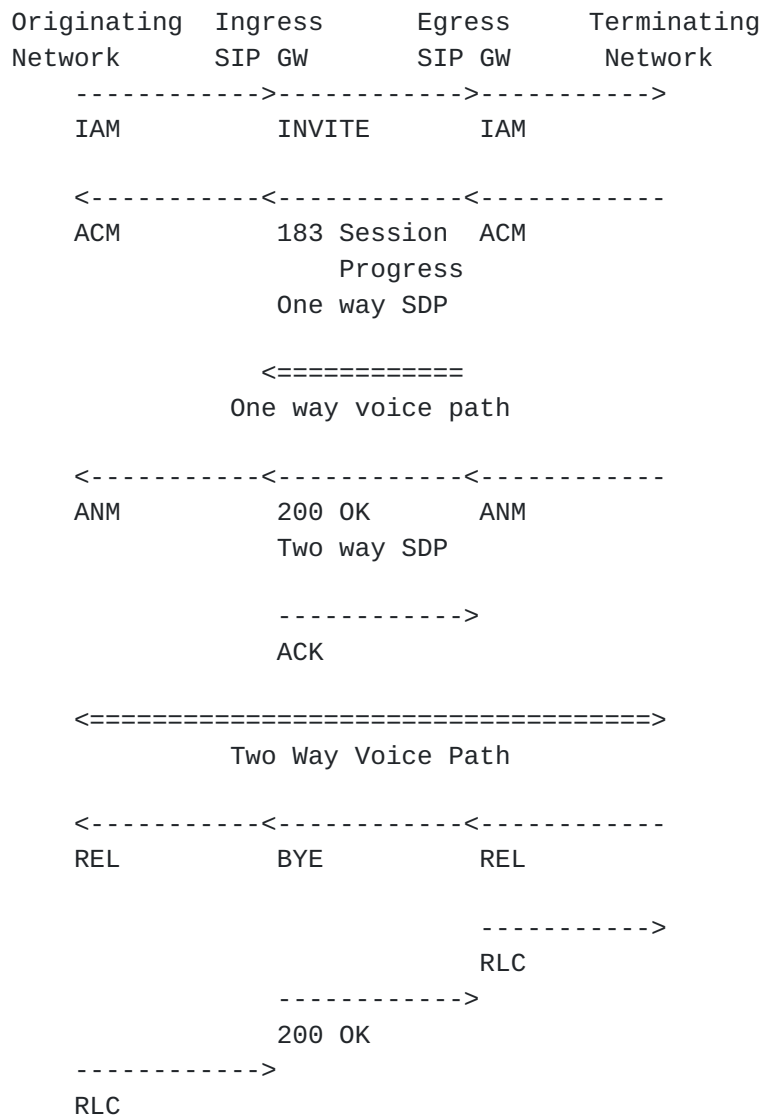 Originating  Ingress      Egress     Terminating
Network      SIP GW       SIP GW      Network
    ------------>------------>----------->
    IAM          INVITE       IAM

    <-----------<------------<------------
    ACM          183 Session  ACM
                     Progress
                 One way SDP

                <============
              One way voice path

    <-----------<------------<------------
    ANM          200 OK       ANM
                 Two way SDP

                 ------------>
                 ACK

    <====================================>
              Two Way Voice Path

    <-----------<------------<------------
    REL          BYE          REL

                              ----------->
                              RLC
                 ------------>
                 200 OK
    ------------>
    RLC